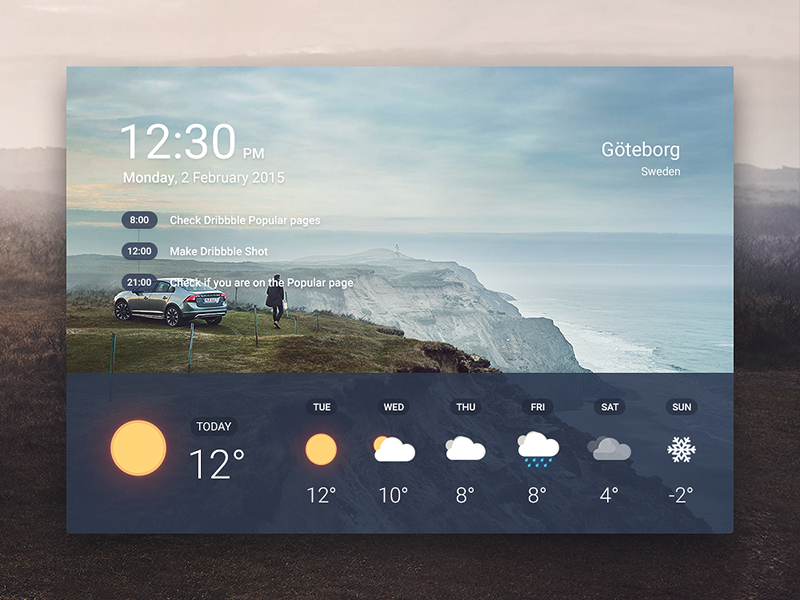 12:30 PM
Monday, 2 February 2015
Göteborg
Sweden
8:00 Check Dribbble Popular pages
12:00 Make Dribbble Shot
21:00 Check if you are on the Popular page
TODAY
12°
TUE WED THU FRI SAT SUN
12° 10° 8° 8° 4° -2°